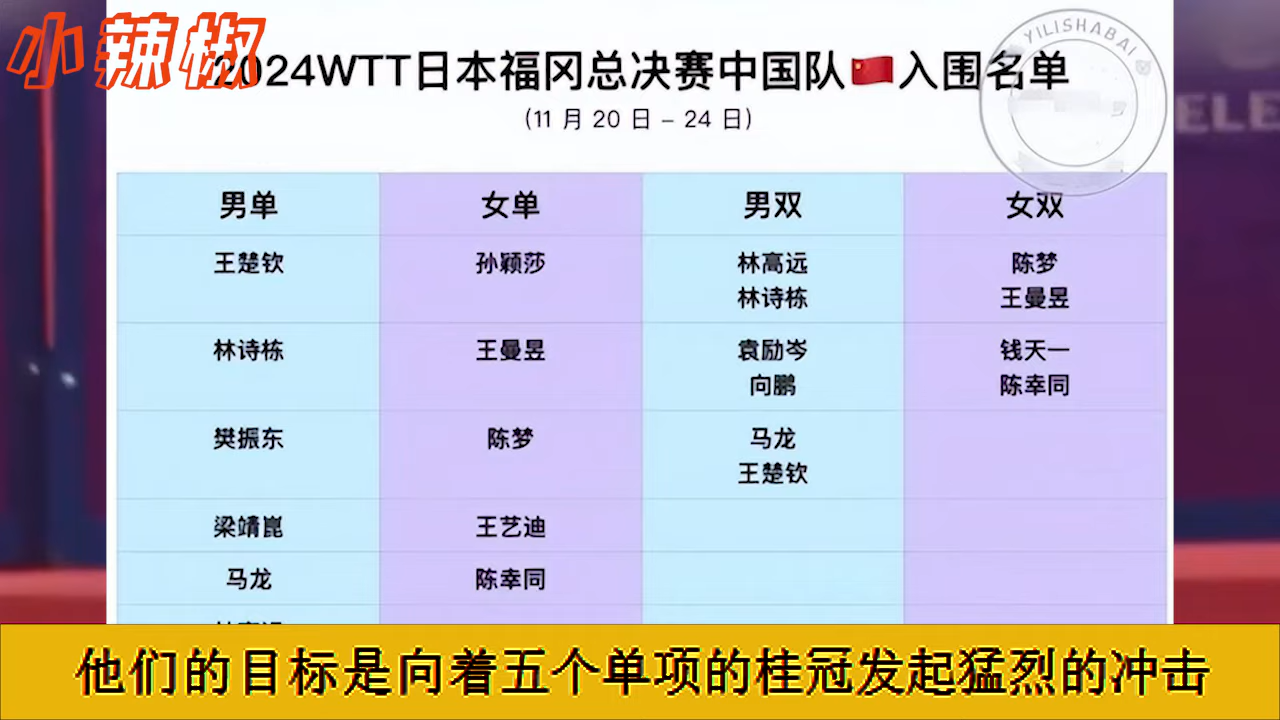 小辣椒
2024WTT日本福冈总决赛中国队🇨🇳入围名单
(11 月 20 日 – 24 日)
YILISHABAI
ELE
男单 女单 男双 女双
王楚钦 孙颖莎 林高远 陈梦
林诗栋 王曼昱
林诗栋 王曼昱 袁励岑 钱天一
向鹏 陈幸同
樊振东 陈梦 马龙
王楚钦
梁靖崑 王艺迪
马龙 陈幸同
他们的目标是向着五个单项的桂冠发起猛烈的冲击